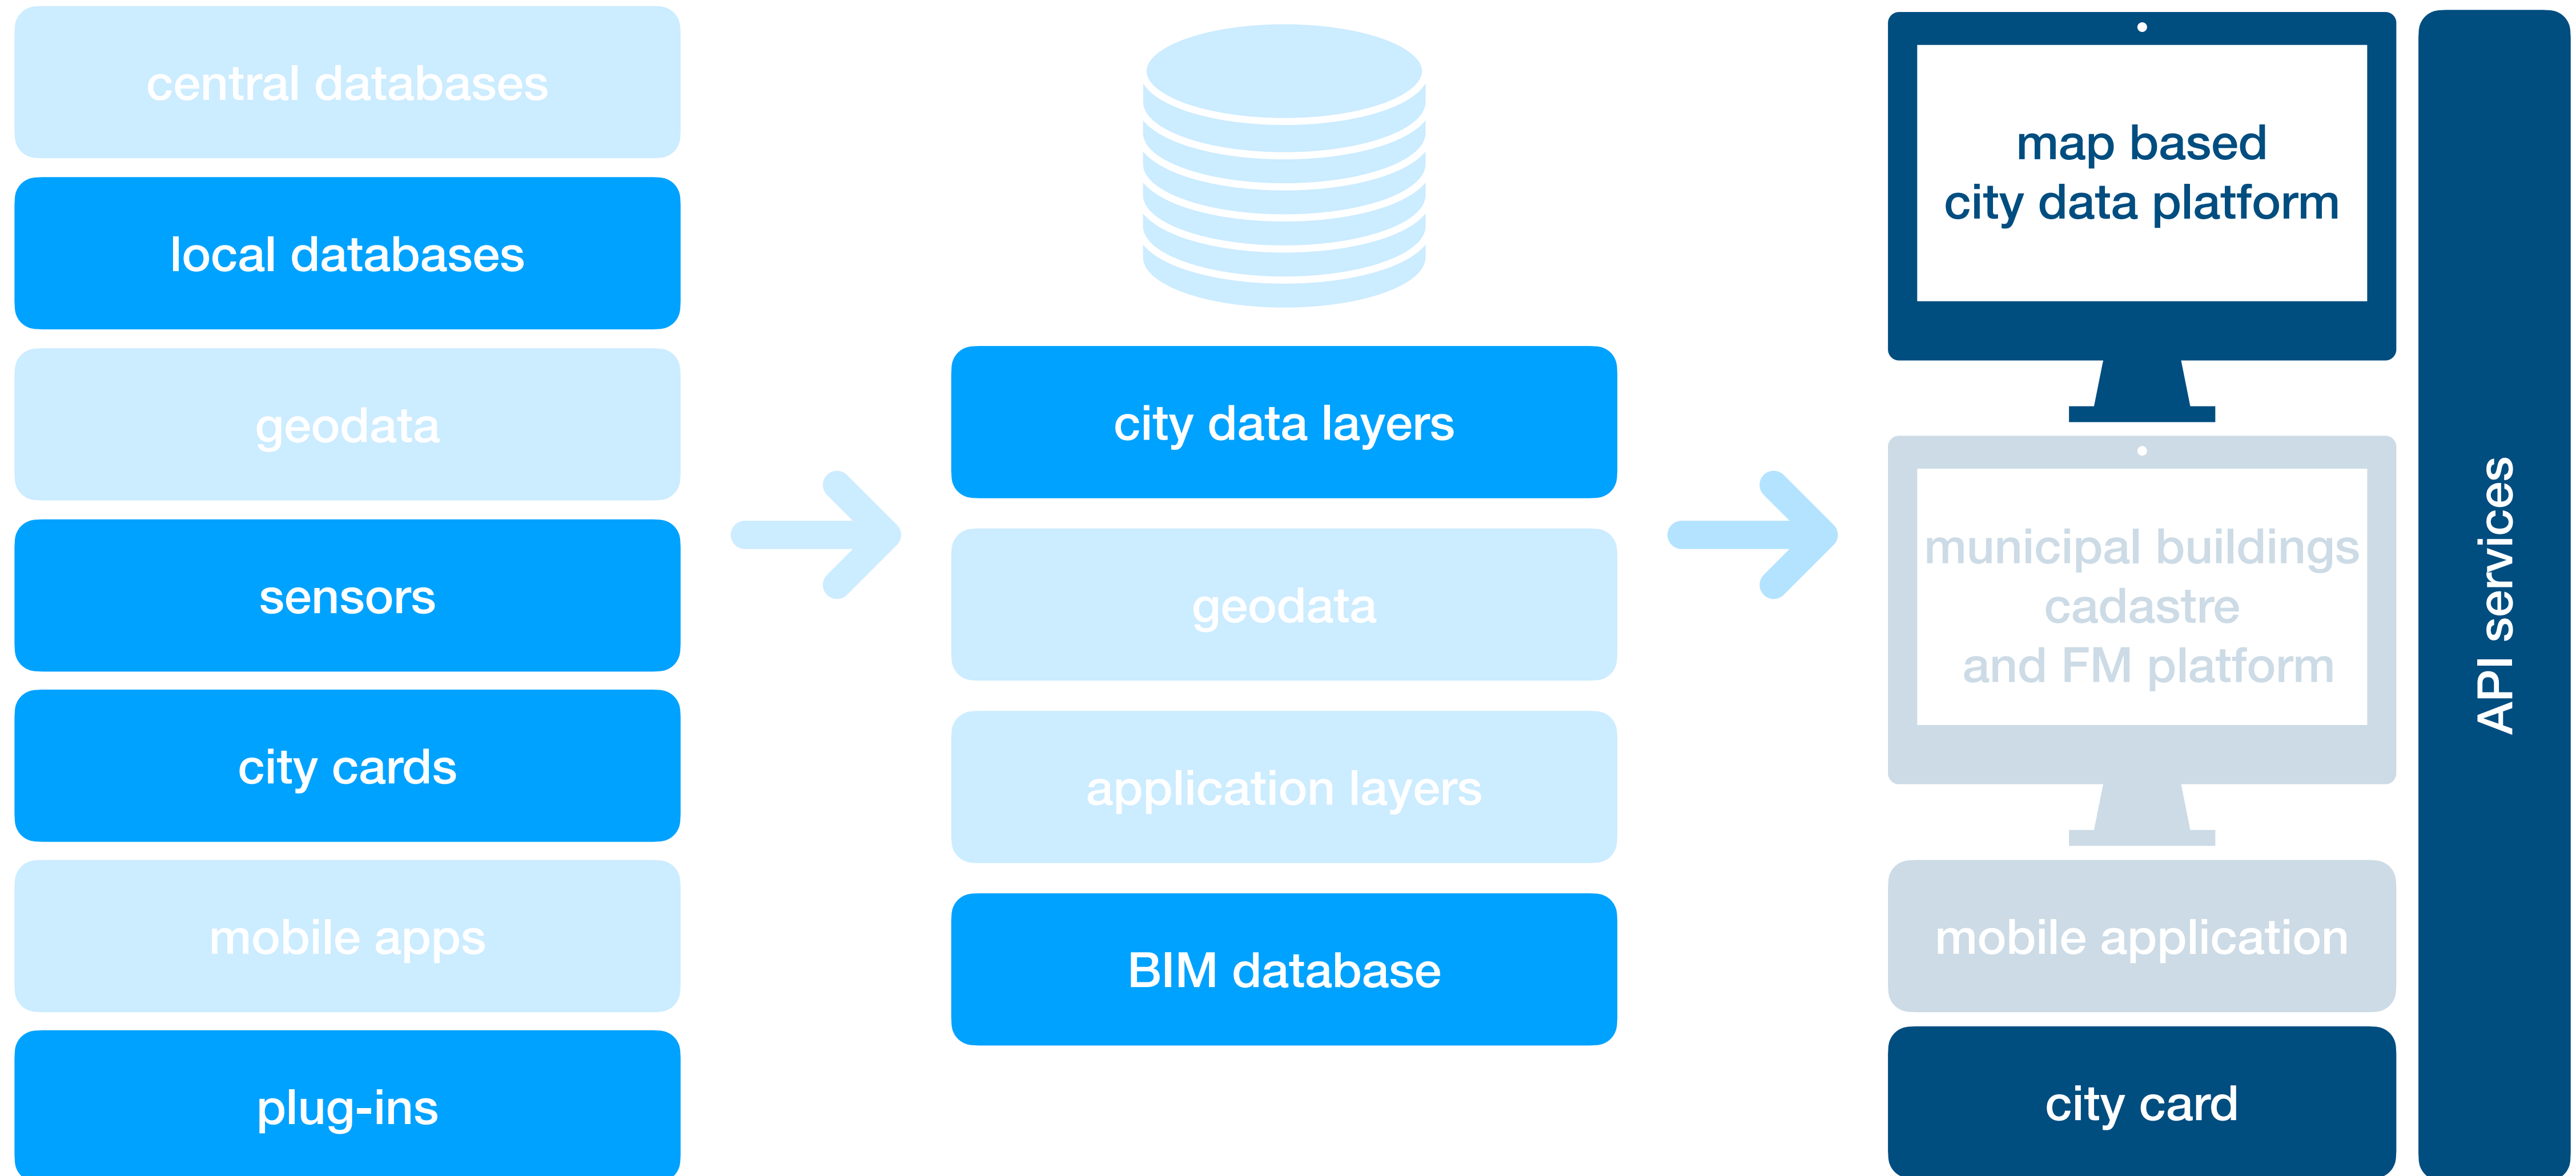 central databases
local databases
geodata
sensors
city cards
mobile apps
plug-ins
city data layers
geodata
application layers
BIM database
map based
city data platform
municipal buildings
cadastre
and FM platform
mobile application
city card
API services